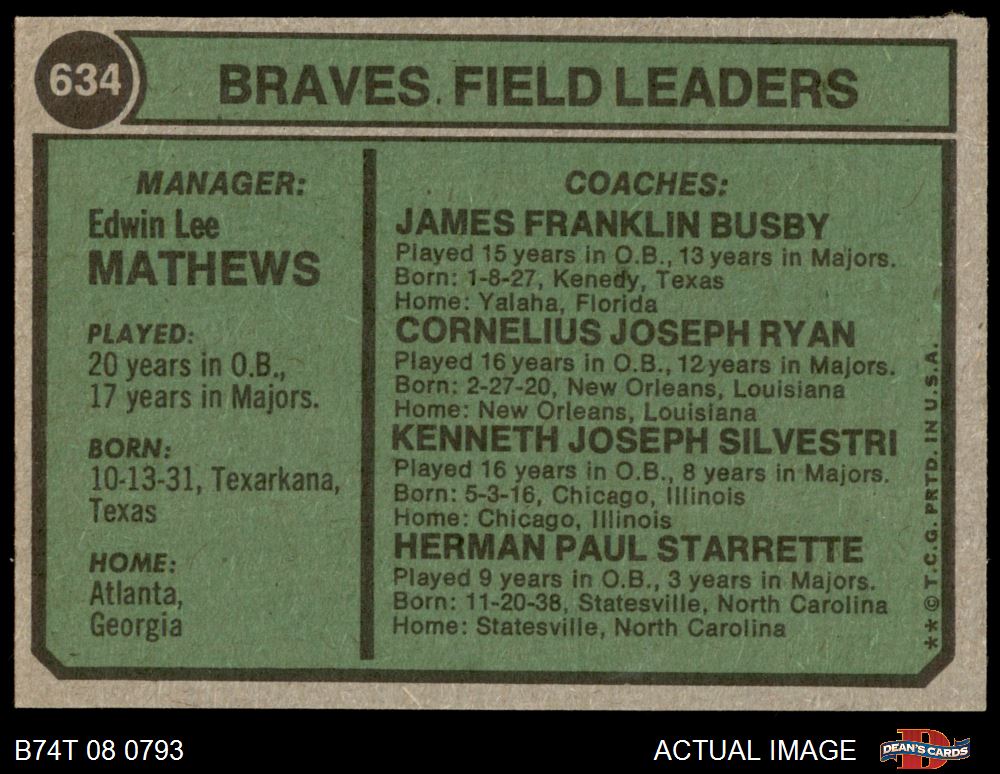 634
BRAVES FIELD LEADERS
MANAGER:
Edwin Lee
MATHEWS
PLAYED:
20 years in O.B.,
17 years in Majors.
BORN:
10-13-31, Texarkana,
Texas
HOME:
Atlanta,
Georgia
COACHES:
JAMES FRANKLIN BUSBY
Played 15 years in O.B., 13 years in Majors.
Born: 1-8-27, Kenedy, Texas
Home: Yalaha, Florida
CORNELIUS JOSEPH RYAN
Played 16 years in O.B., 12 years in Majors.
Born: 2-27-20, New Orleans, Louisiana
Home: New Orleans, Louisiana
KENNETH JOSEPH SILVESTRI
Played 16 years in O.B., 8 years in Majors.
Born: 5-3-16, Chicago, Illinois
Home: Chicago, Illinois
HERMAN PAUL STARRETTE
Played 9 years in O.B., 3 years in Majors.
Born: 11-20-38, Statesville, North Carolina
Home: Statesville, North Carolina
**© T.C.G. PRTD. IN U.S.A.
B74T 08 0793
ACTUAL IMAGE
DEAN'S CARDS